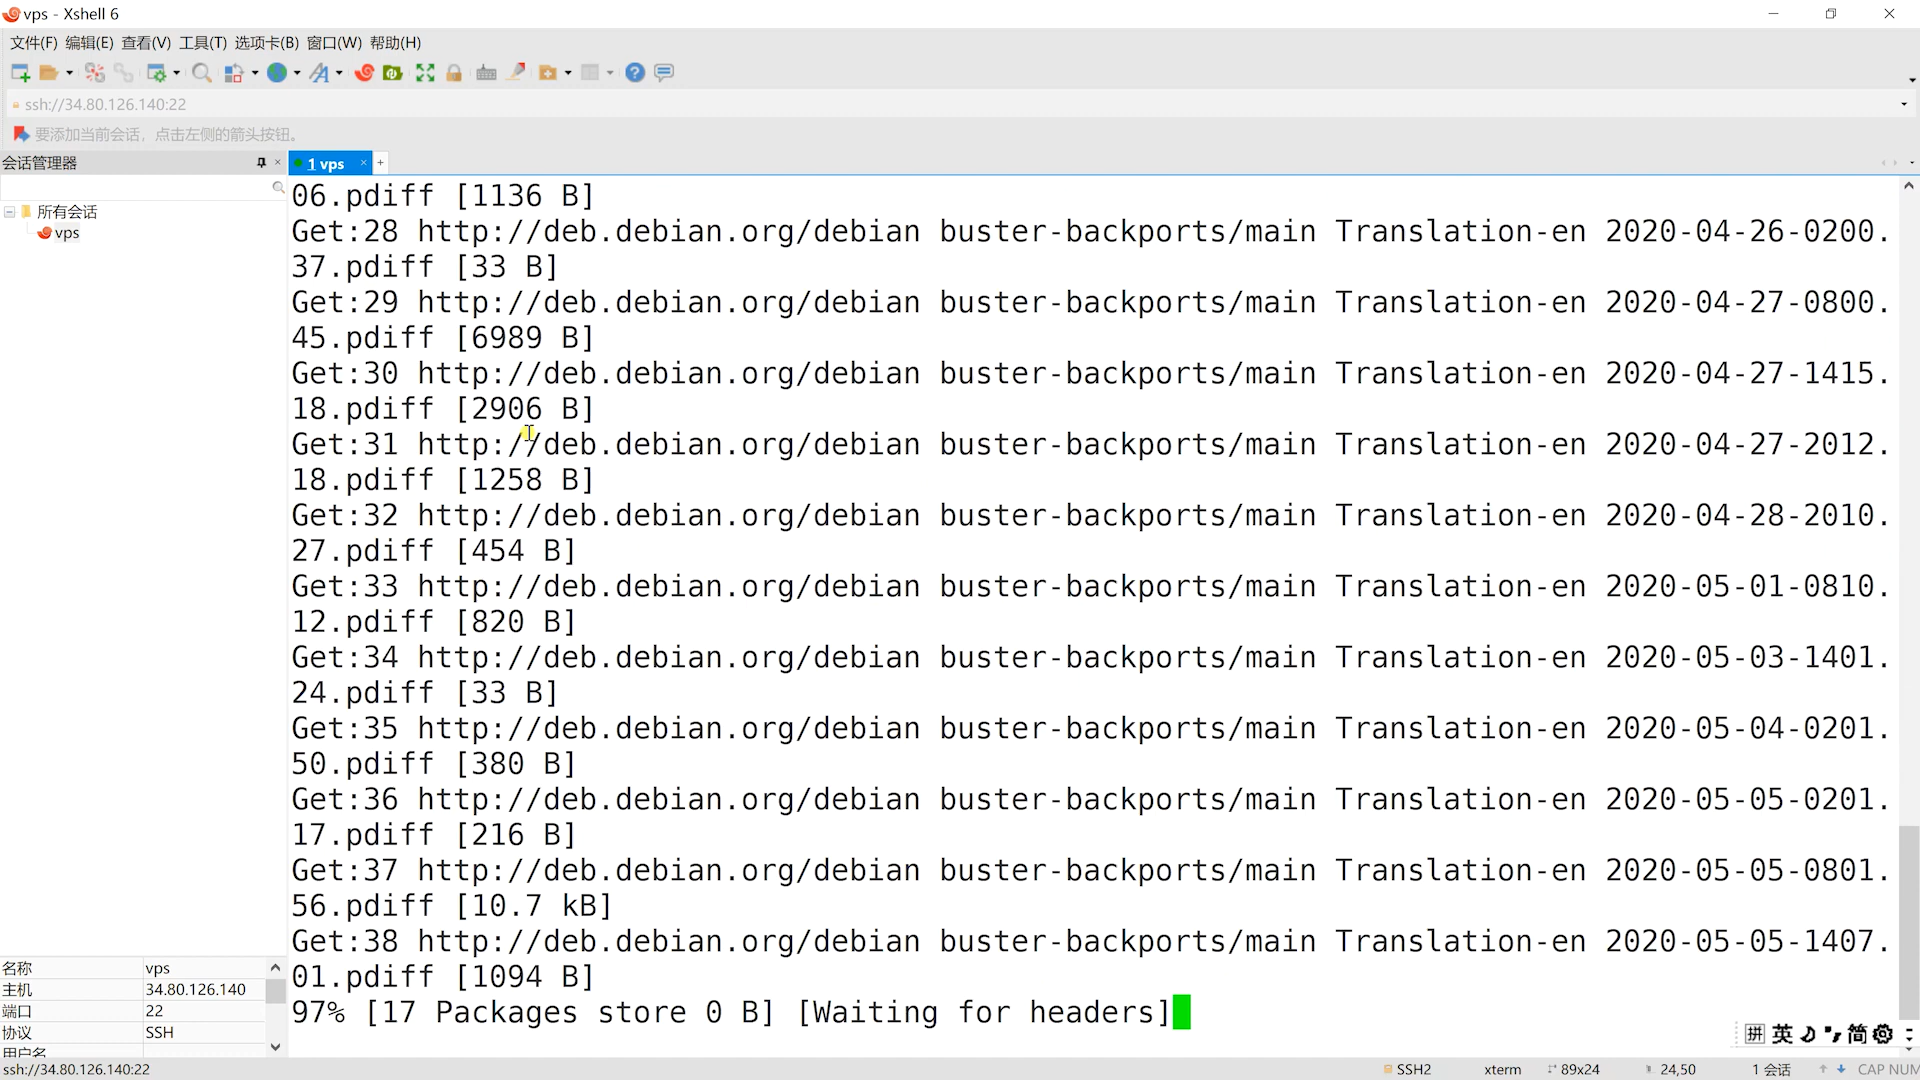 vps - Xshell 6
文件(F) 编辑(E) 查看(V) 工具(T) 选项卡(B) 窗口(W) 帮助(H)
ssh://34.80.126.140:22
要添加当前会话，点击左侧的箭头按钮。
会话管理器
1 vps
所有会话
vps
06.pdiff [1136 B]
Get:28 http://deb.debian.org/debian buster-backports/main Translation-en 2020-04-26-0200.
37.pdiff [33 B]
Get:29 http://deb.debian.org/debian buster-backports/main Translation-en 2020-04-27-0800.
45.pdiff [6989 B]
Get:30 http://deb.debian.org/debian buster-backports/main Translation-en 2020-04-27-1415.
18.pdiff [2906 B]
Get:31 http://deb.debian.org/debian buster-backports/main Translation-en 2020-04-27-2012.
18.pdiff [1258 B]
Get:32 http://deb.debian.org/debian buster-backports/main Translation-en 2020-04-28-2010.
27.pdiff [454 B]
Get:33 http://deb.debian.org/debian buster-backports/main Translation-en 2020-05-01-0810.
12.pdiff [820 B]
Get:34 http://deb.debian.org/debian buster-backports/main Translation-en 2020-05-03-1401.
24.pdiff [33 B]
Get:35 http://deb.debian.org/debian buster-backports/main Translation-en 2020-05-04-0201.
50.pdiff [380 B]
Get:36 http://deb.debian.org/debian buster-backports/main Translation-en 2020-05-05-0201.
17.pdiff [216 B]
Get:37 http://deb.debian.org/debian buster-backports/main Translation-en 2020-05-05-0801.
56.pdiff [10.7 kB]
Get:38 http://deb.debian.org/debian buster-backports/main Translation-en 2020-05-05-1407.
01.pdiff [1094 B]
97% [17 Packages store 0 B] [Waiting for headers]
名称 vps
主机 34.80.126.140
端口 22
协议 SSH
用户名
拼 英 简
ssh://34.80.126.140:22 SSH2 xterm 89x24 24,50 1 会话 CAP NUM